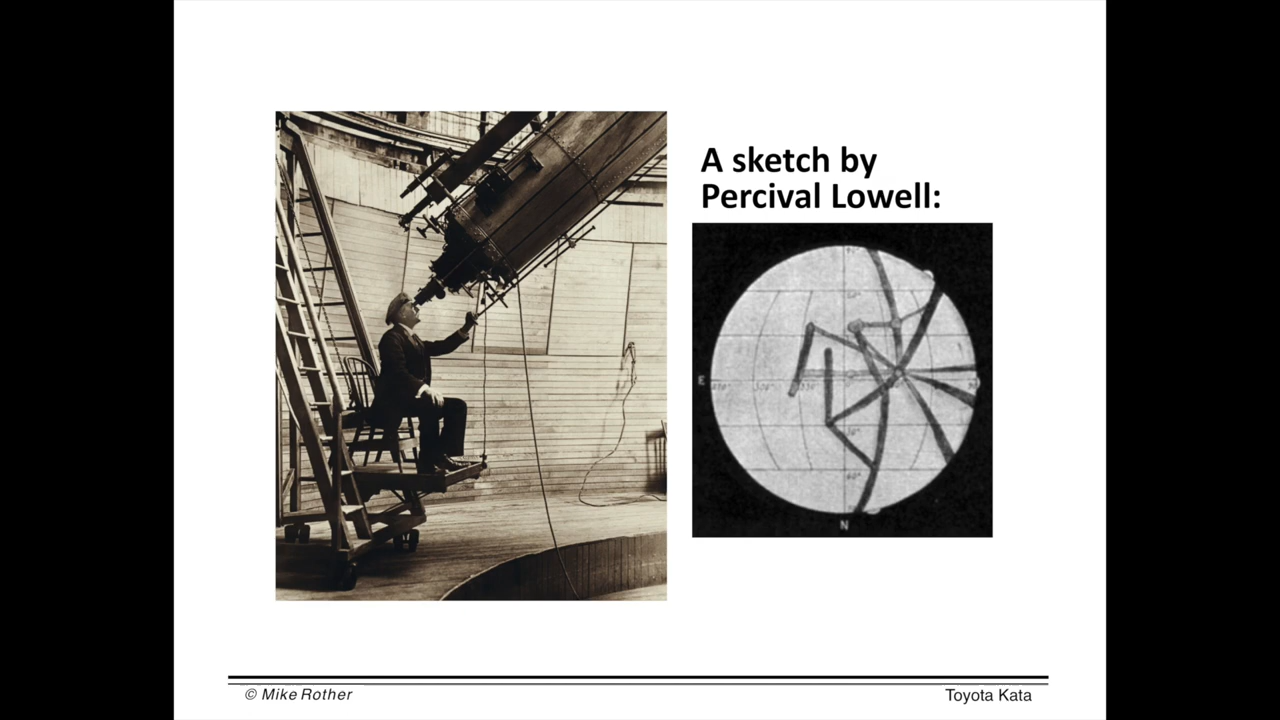 A sketch by
Percival Lowell:
E
N
© Mike Rother
Toyota Kata